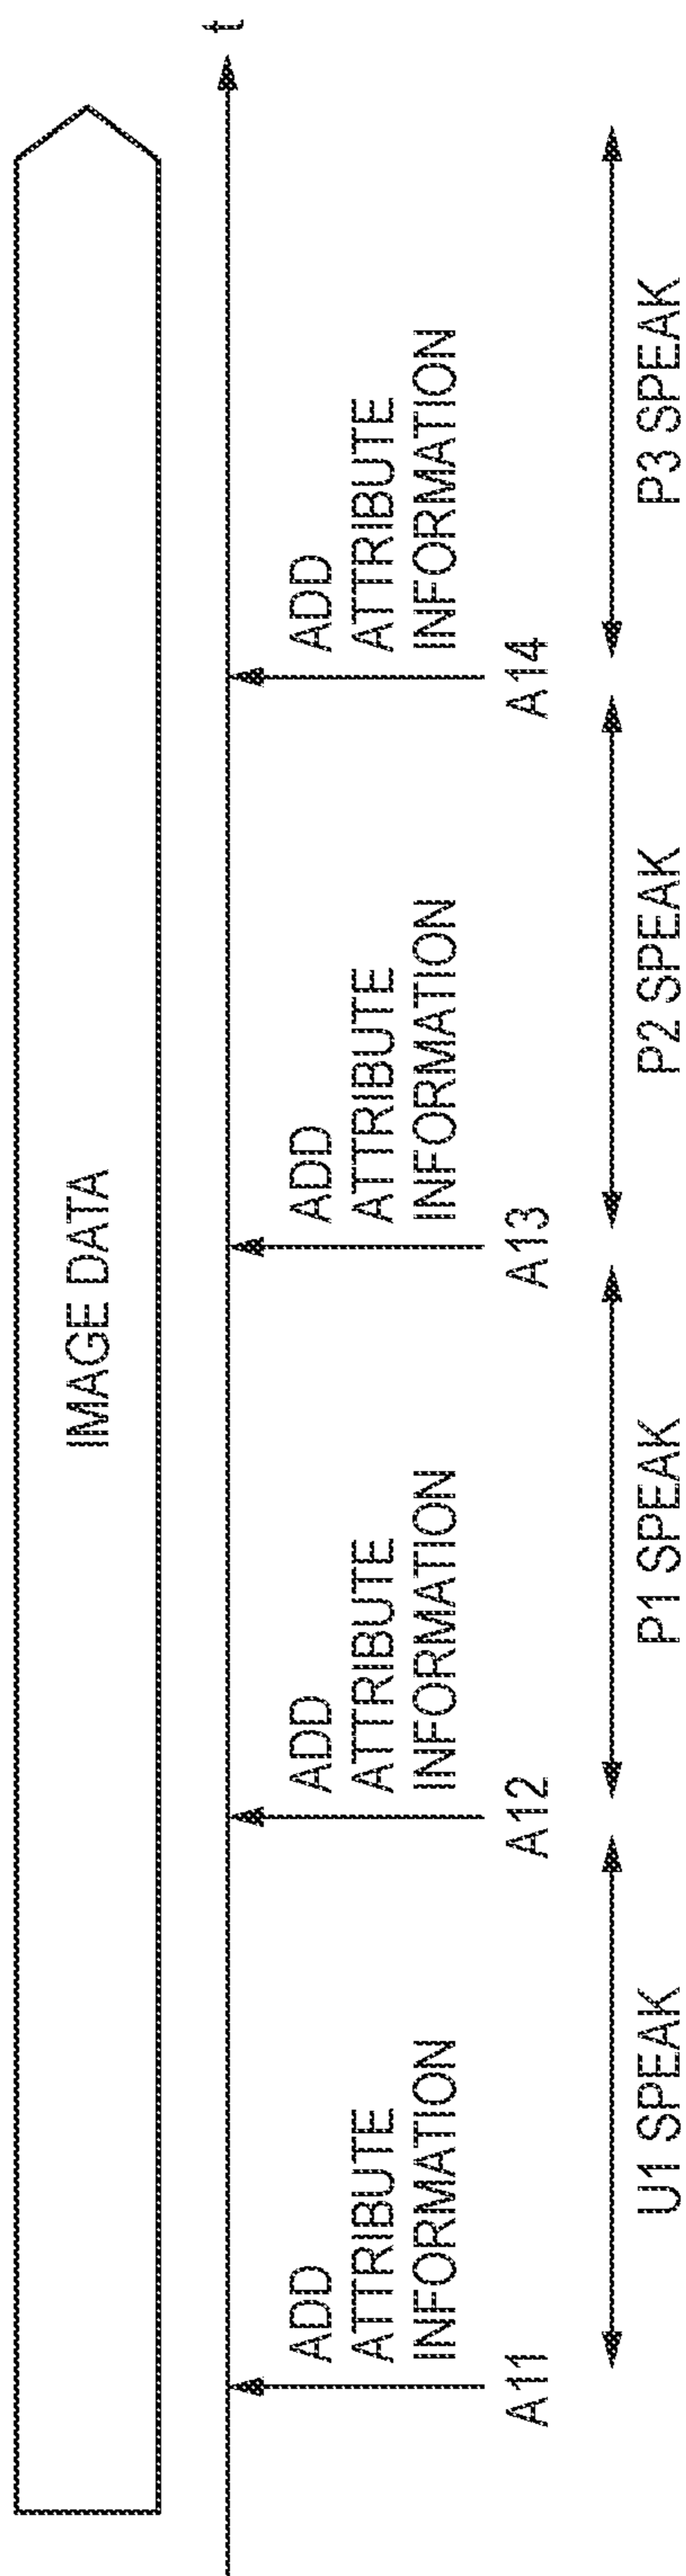 IMAGE DATA
t
ADD
ATTRIBUTE
INFORMATION
A11
ADD
ATTRIBUTE
INFORMATION
A12
ADD
ATTRIBUTE
INFORMATION
A13
ADD
ATTRIBUTE
INFORMATION
A14
U1 SPEAK
P1 SPEAK
P2 SPEAK
P3 SPEAK